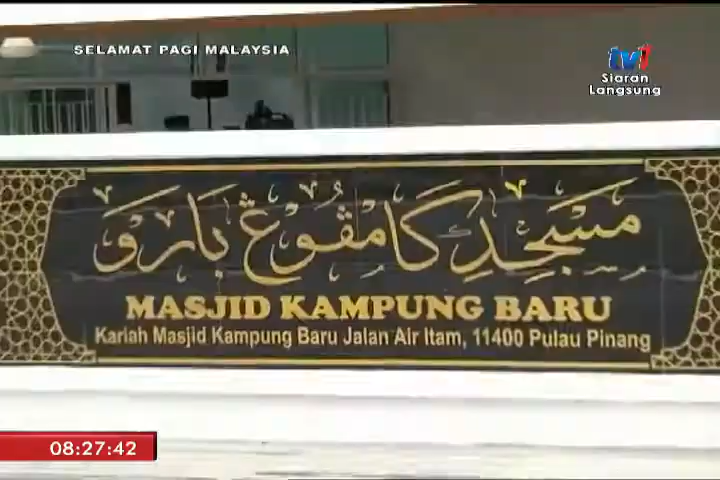 SELAMAT PAGI MALAYSIA
tv1
Siaran
Langsung
مسجد كامڤوڠ بارو
MASJID KAMPUNG BARU
Kariah Masjid Kampung Baru Jalan Air Itam, 11400 Pulau Pinang
08:27:42